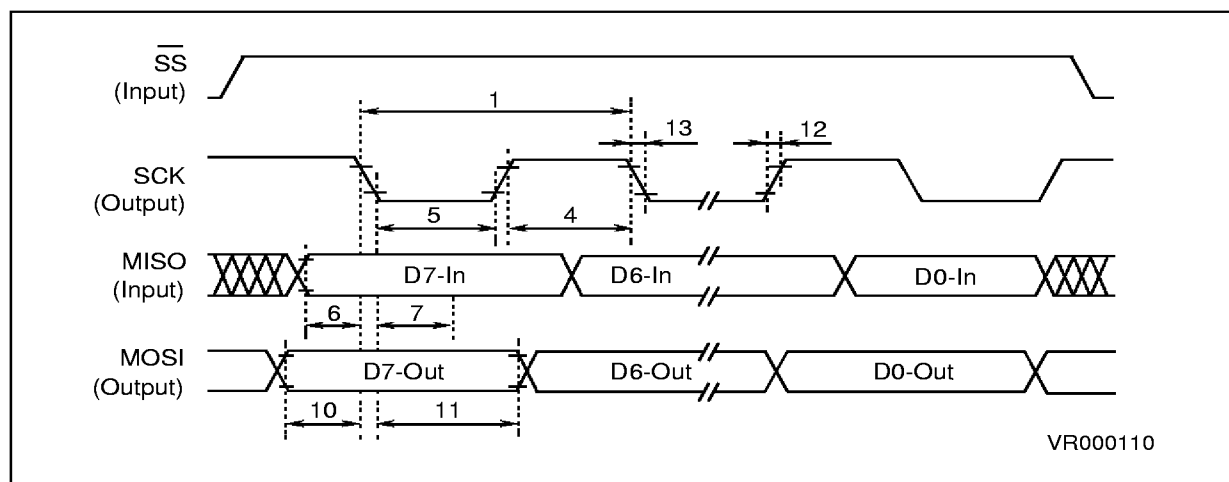 SS
(Input)
1
13
12
SCK
(Output)
5
4
MISO
(Input)
D7-In
D6-In
D0-In
6
7
MOSI
(Output)
D7-Out
D6-Out
D0-Out
10
11
VR000110